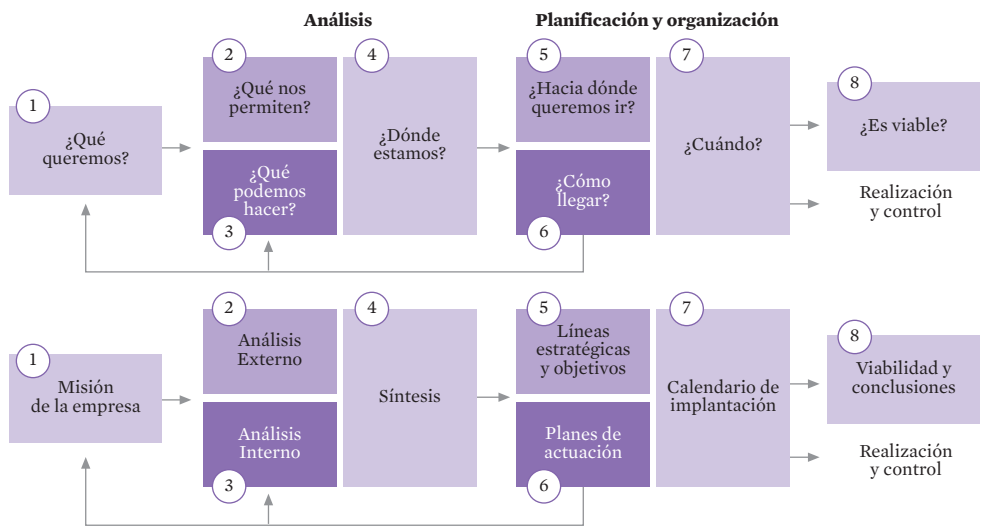 Análisis
Planificación y organización
1
¿Qué
queremos?
2
¿Qué nos
permiten?
¿Qué
podemos
hacer?
3
4
¿Dónde
estamos?
5
¿Hacia dónde
queremos ir?
¿Cómo
llegar?
6
7
¿Cuándo?
8
¿Es viable?
Realización
y control
1
Misión
de la empresa
2
Análisis
Externo
Análisis
Interno
3
4
Síntesis
5
Líneas
estratégicas
y objetivos
Planes de
actuación
6
7
Calendario de
implantación
8
Viabilidad y
conclusiones
Realización
y control